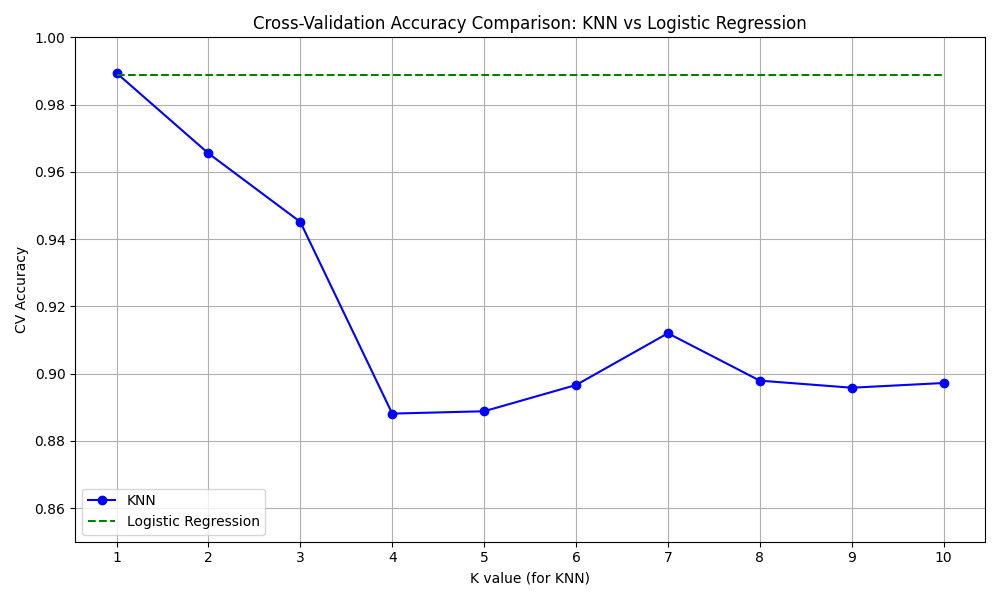 Cross-Validation Accuracy Comparison: KNN vs Logistic Regression
1.00
0.98
0.96
0.94
0.92
0.90
0.88
0.86
CV Accuracy
KNN
Logistic Regression
1 2 3 4 5 6 7 8 9 10
K value (for KNN)